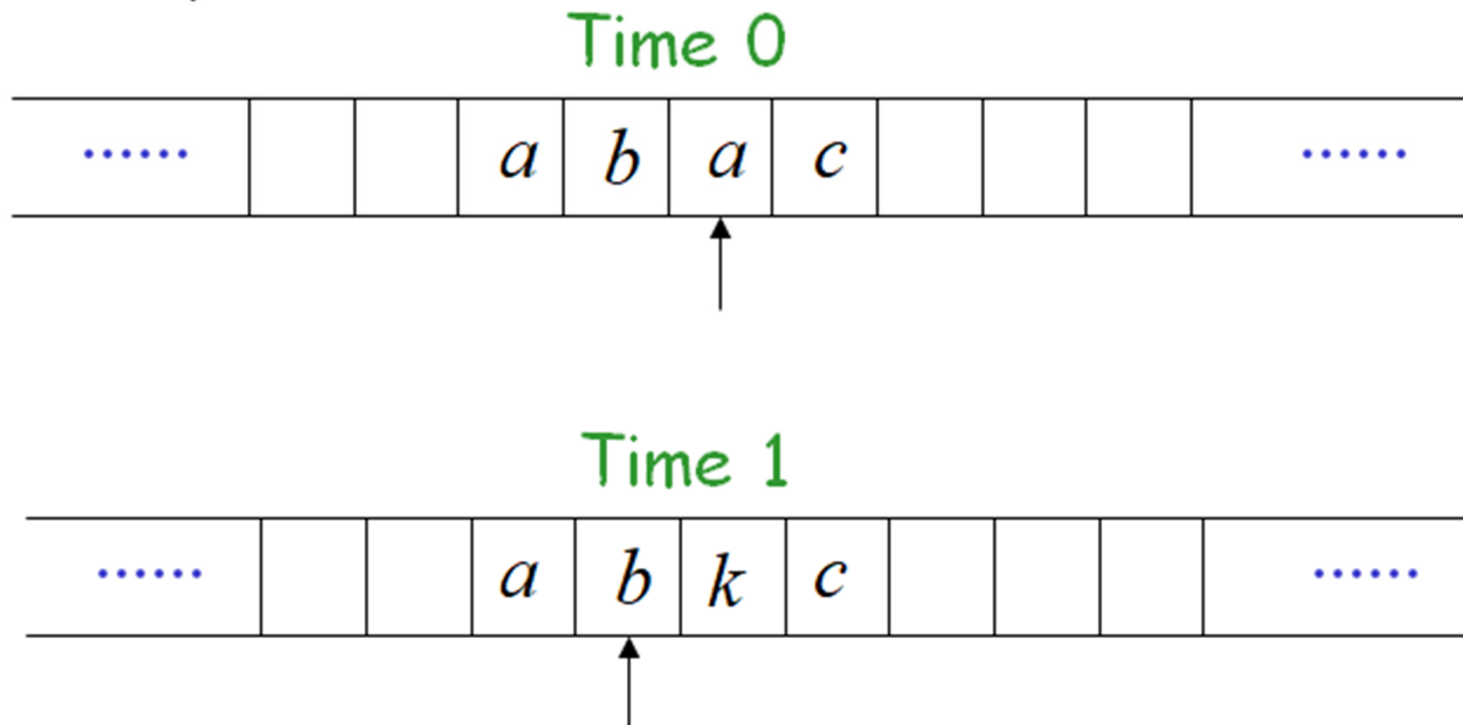 Time 0
...... a b a c ......
Time 1
...... a b k c ......